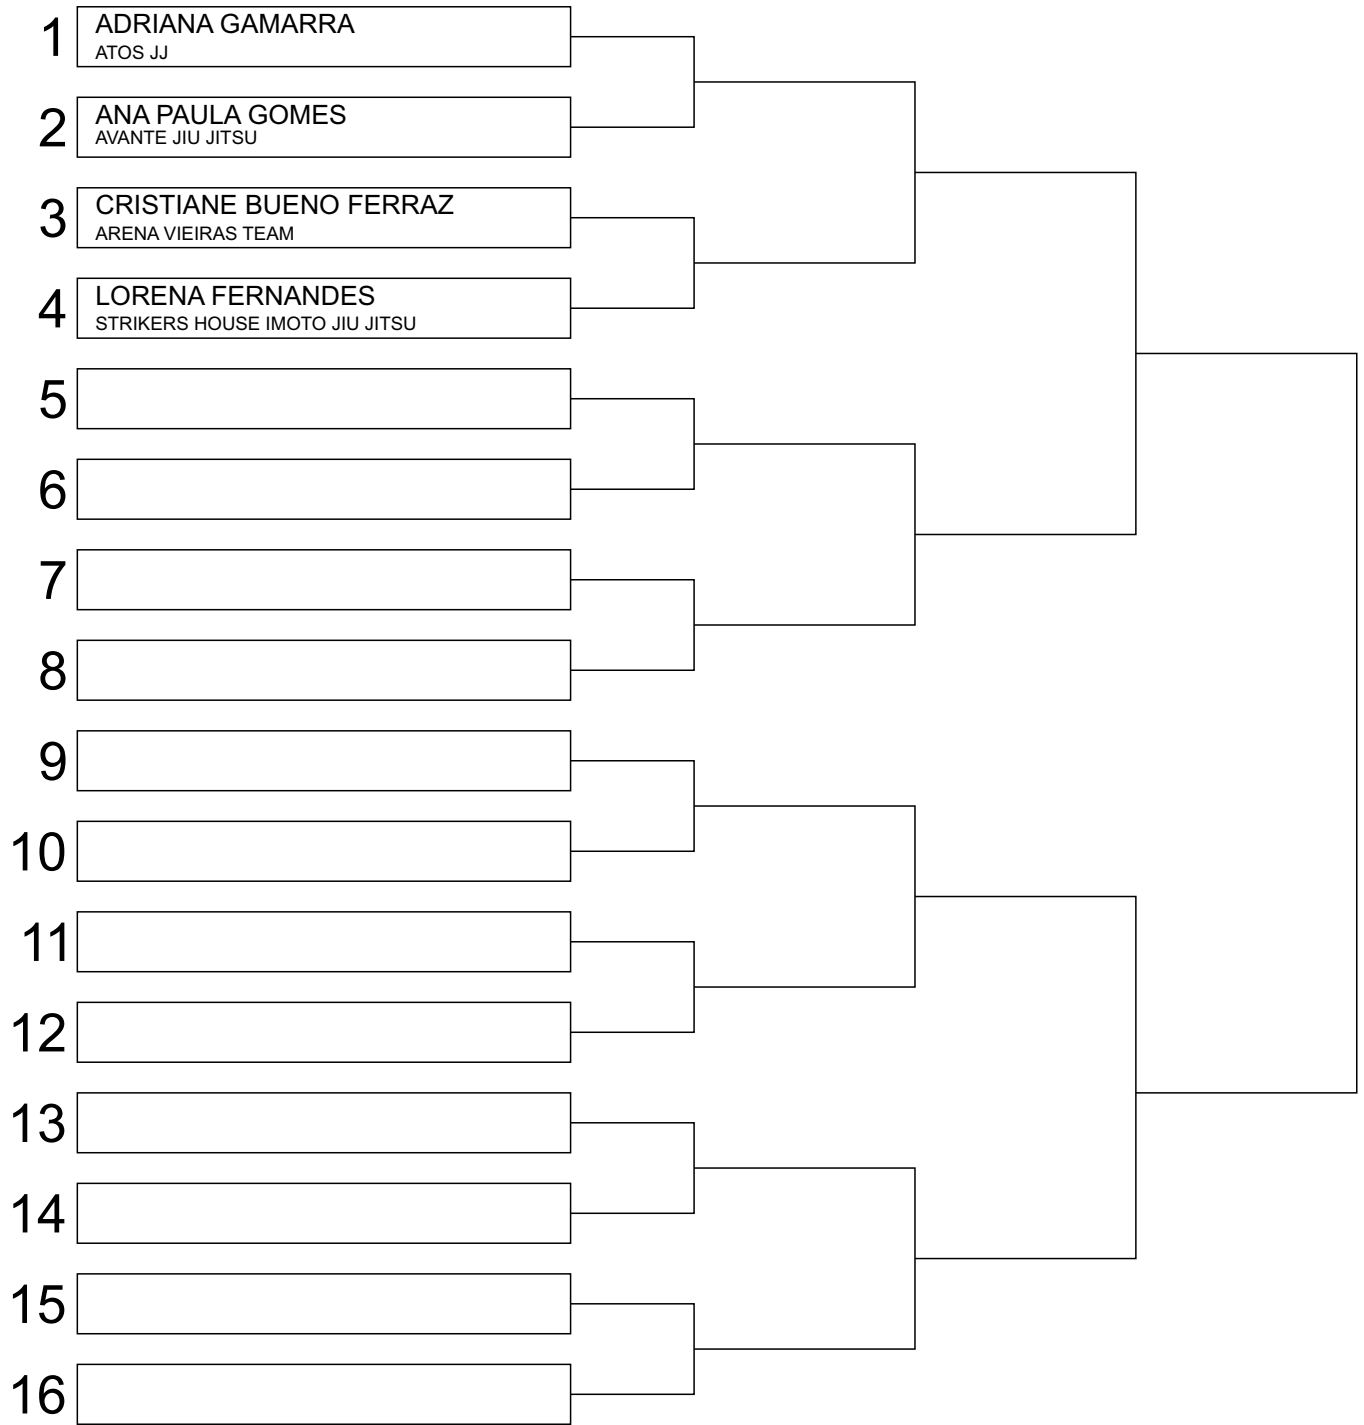 1
ADRIANA GAMARRA
ATOS JJ
2
ANA PAULA GOMES
AVANTE JIU JITSU
3
CRISTIANE BUENO FERRAZ
ARENA VIEIRAS TEAM
4
LORENA FERNANDES
STRIKERS HOUSE IMOTO JIU JITSU
5
6
7
8
9
10
11
12
13
14
15
16